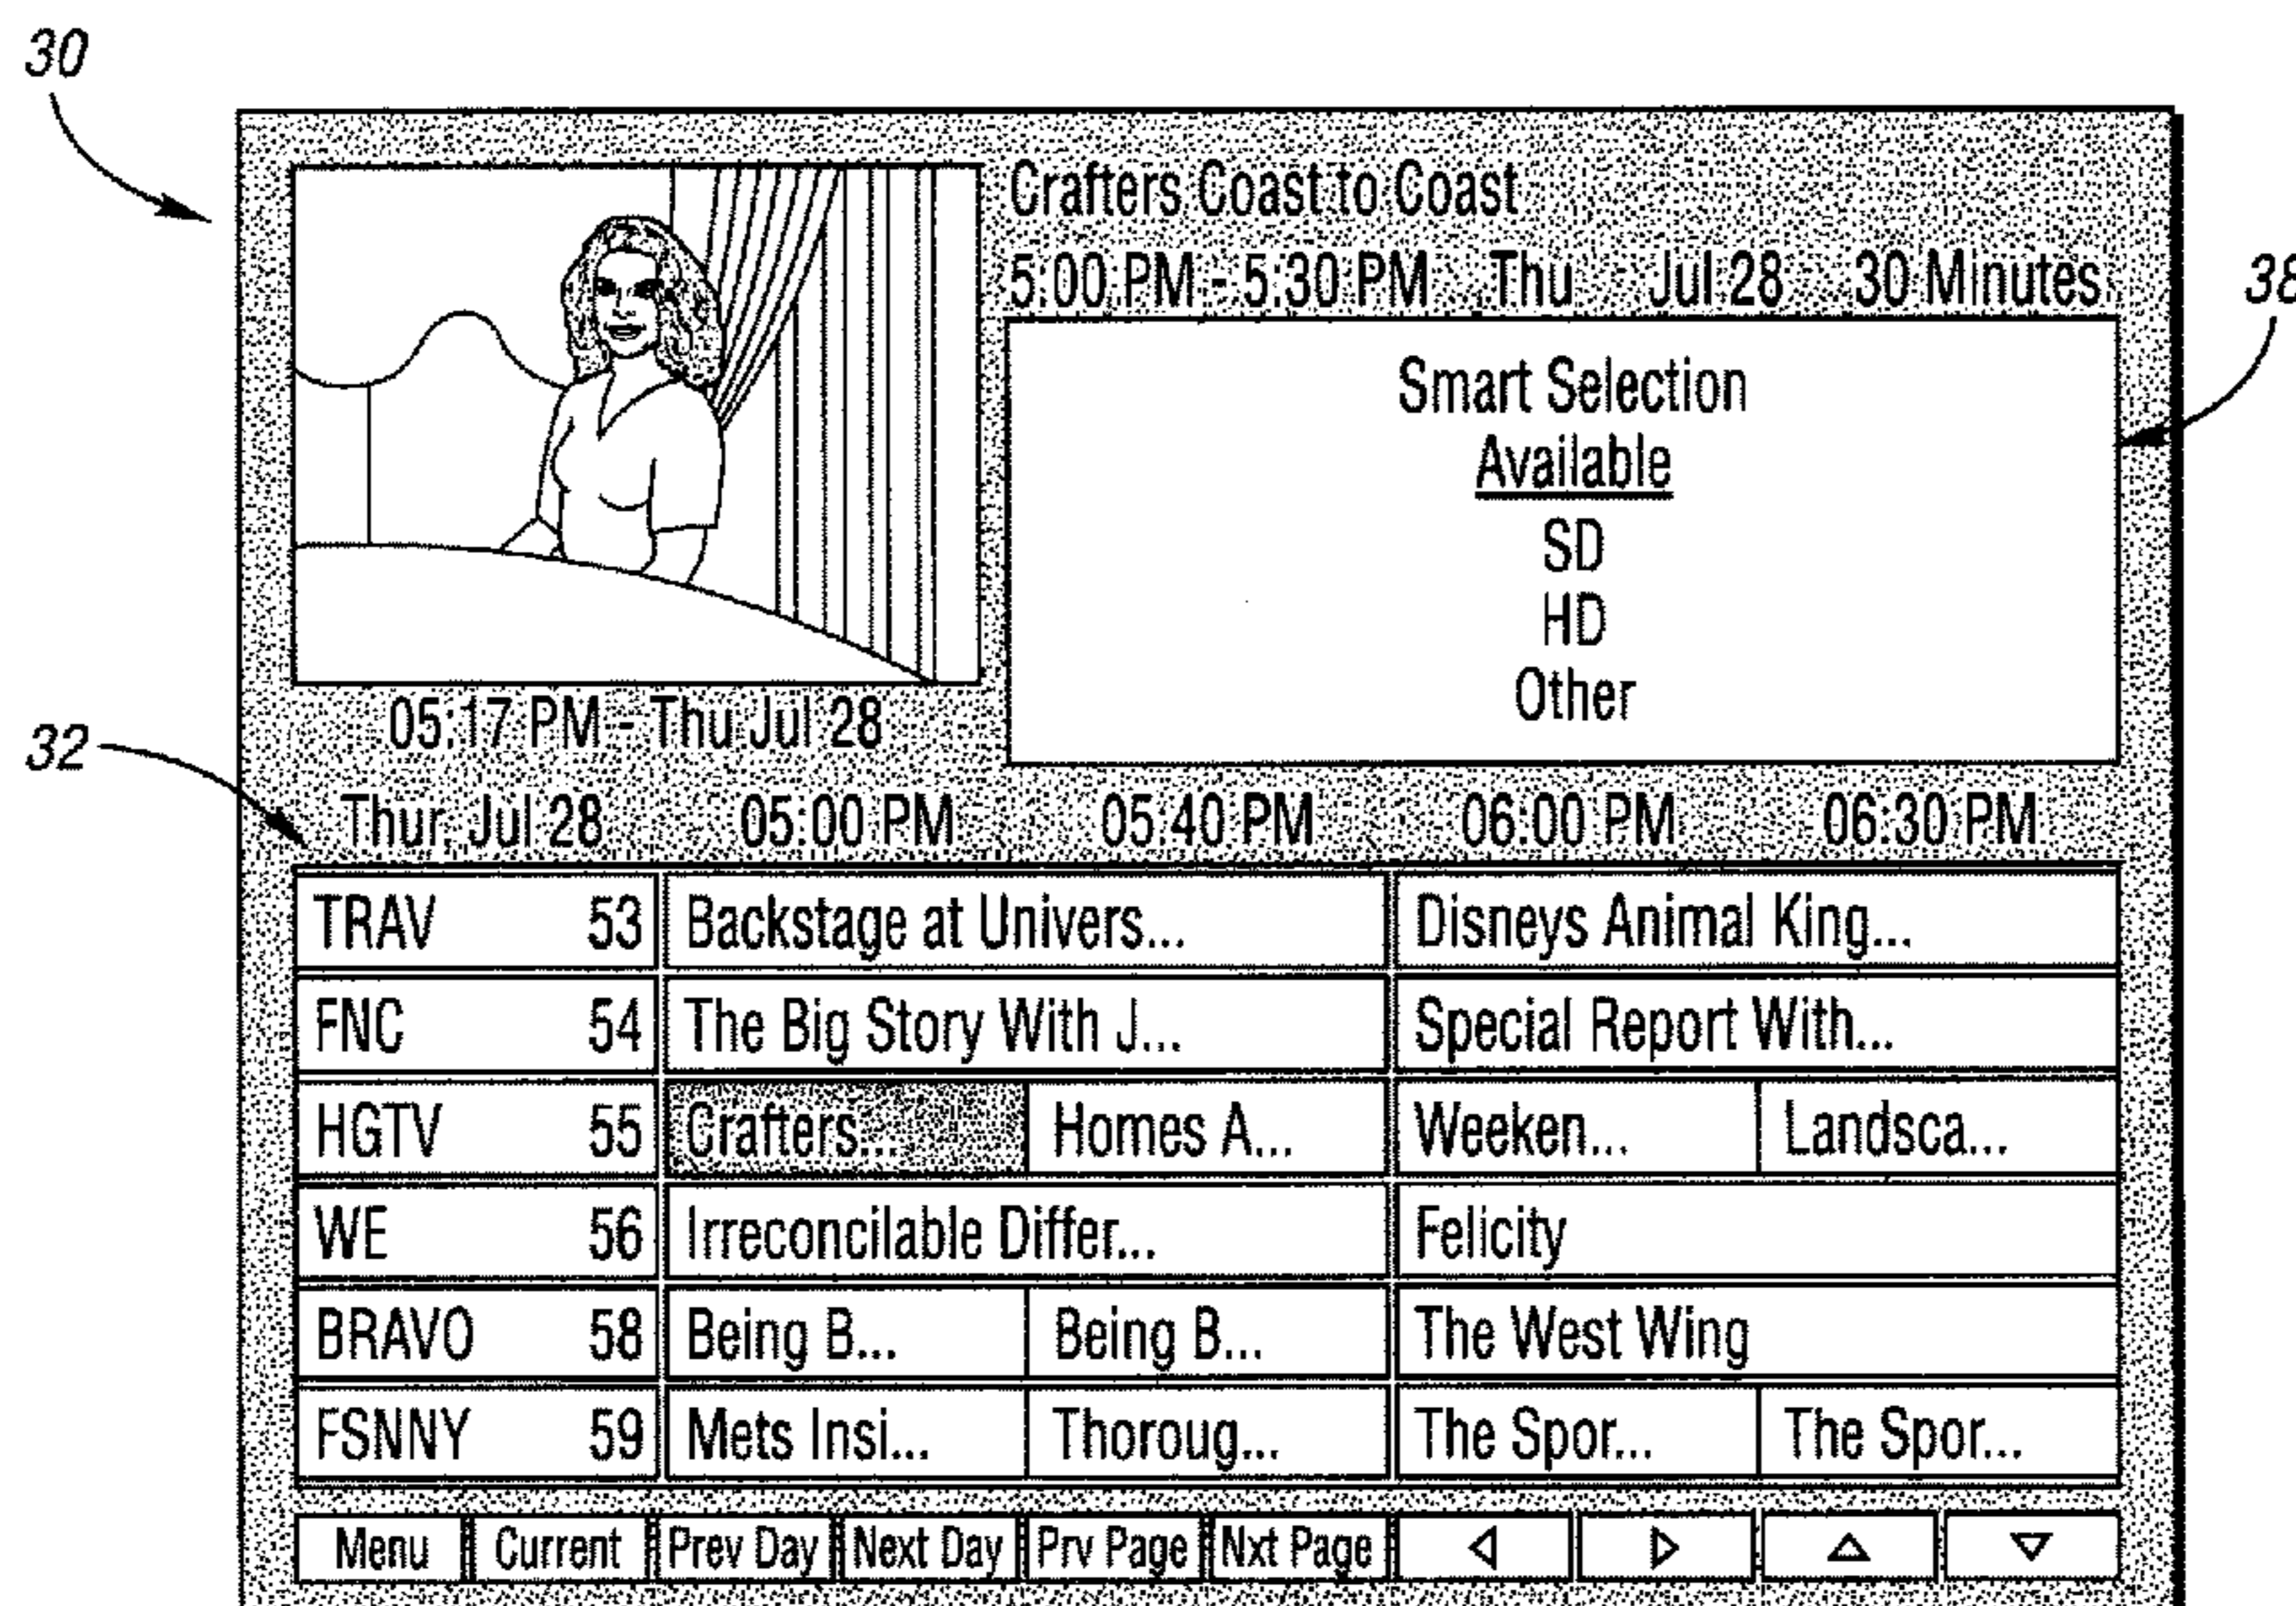 30
Crafters Coast to Coast
5:00 PM - 5:30 PM Thu Jul 28 30 Minutes
38
Smart Selection
Available
SD
HD
Other
05:17 PM - Thu Jul 28
32
Thur, Jul 28 05:00 PM 05:40 PM 06:00 PM 06:30 PM
TRAV 53 Backstage at Univers... Disneys Animal King...
FNC 54 The Big Story With J... Special Report With...
HGTV 55 Crafters... Homes A... Weeken... Landsca...
WE 56 Irreconcilable Differ... Felicity
BRAVO 58 Being B... Being B... The West Wing
FSNNY 59 Mets Insi... Thoroug... The Spor... The Spor...
Menu Current Prev Day Next Day Prv Page Nxt Page